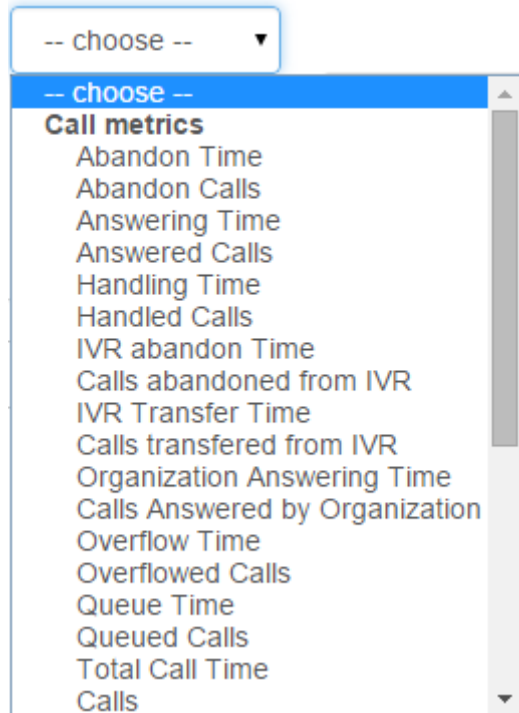 -- choose --
-- choose --
Call metrics
Abandon Time
Abandon Calls
Answering Time
Answered Calls
Handling Time
Handled Calls
IVR abandon Time
Calls abandoned from IVR
IVR Transfer Time
Calls transfered from IVR
Organization Answering Time
Calls Answered by Organization
Overflow Time
Overflowed Calls
Queue Time
Queued Calls
Total Call Time
Calls